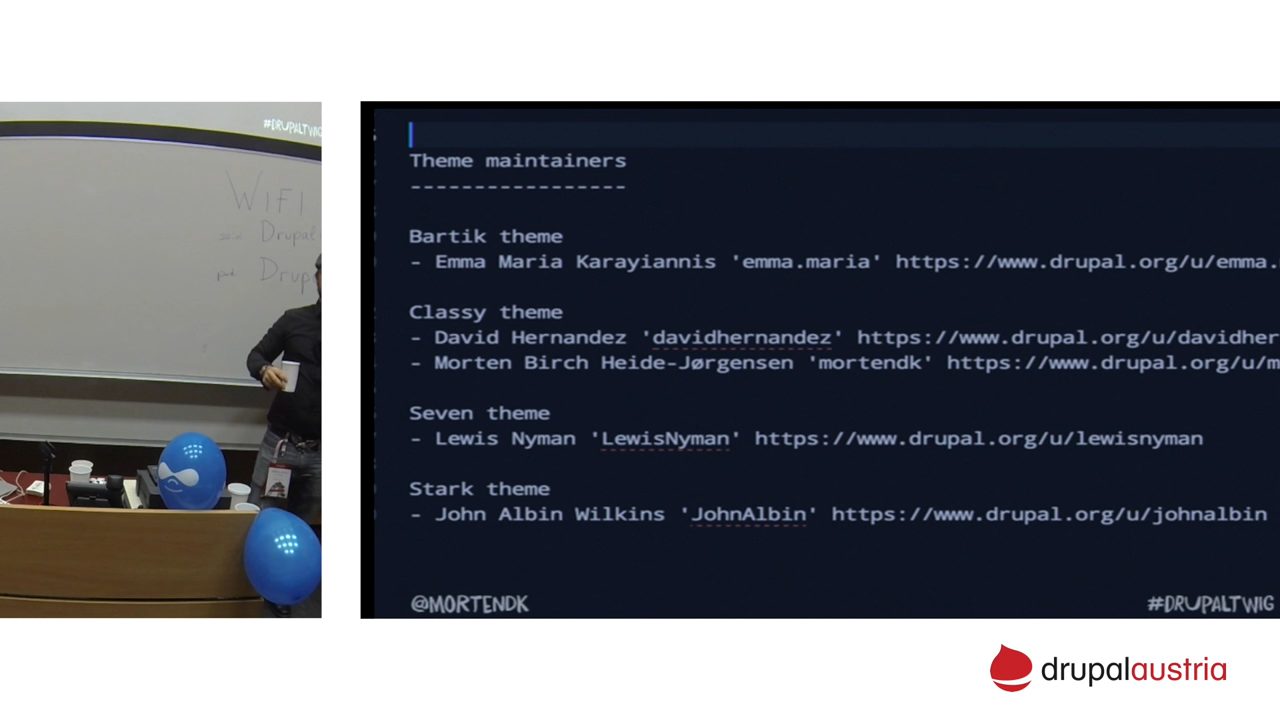 #DRUPALTWIG
WIFI
Drupal
Drup
Theme maintainers
-----------------
Bartik theme
- Emma Maria Karayiannis 'emma.maria' https://www.drupal.org/u/emma.
Classy theme
- David Hernandez 'davidhernandez' https://www.drupal.org/u/davidher
- Morten Birch Heide-Jørgensen 'mortendk' https://www.drupal.org/u/m
Seven theme
- Lewis Nyman 'LewisNyman' https://www.drupal.org/u/lewisnyman
Stark theme
- John Albin Wilkins 'JohnAlbin' https://www.drupal.org/u/johnalbin
@MORTENDK
#DRUPALTWIG
drupalaustria